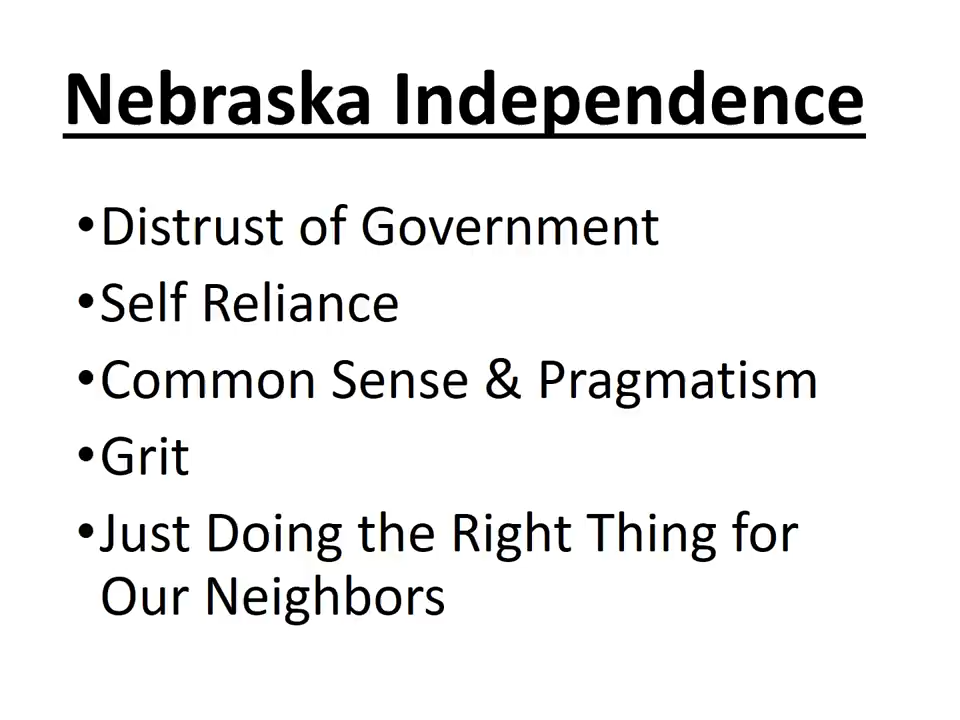 Nebraska Independence
•Distrust of Government
•Self Reliance
•Common Sense & Pragmatism
•Grit
•Just Doing the Right Thing for
Our Neighbors